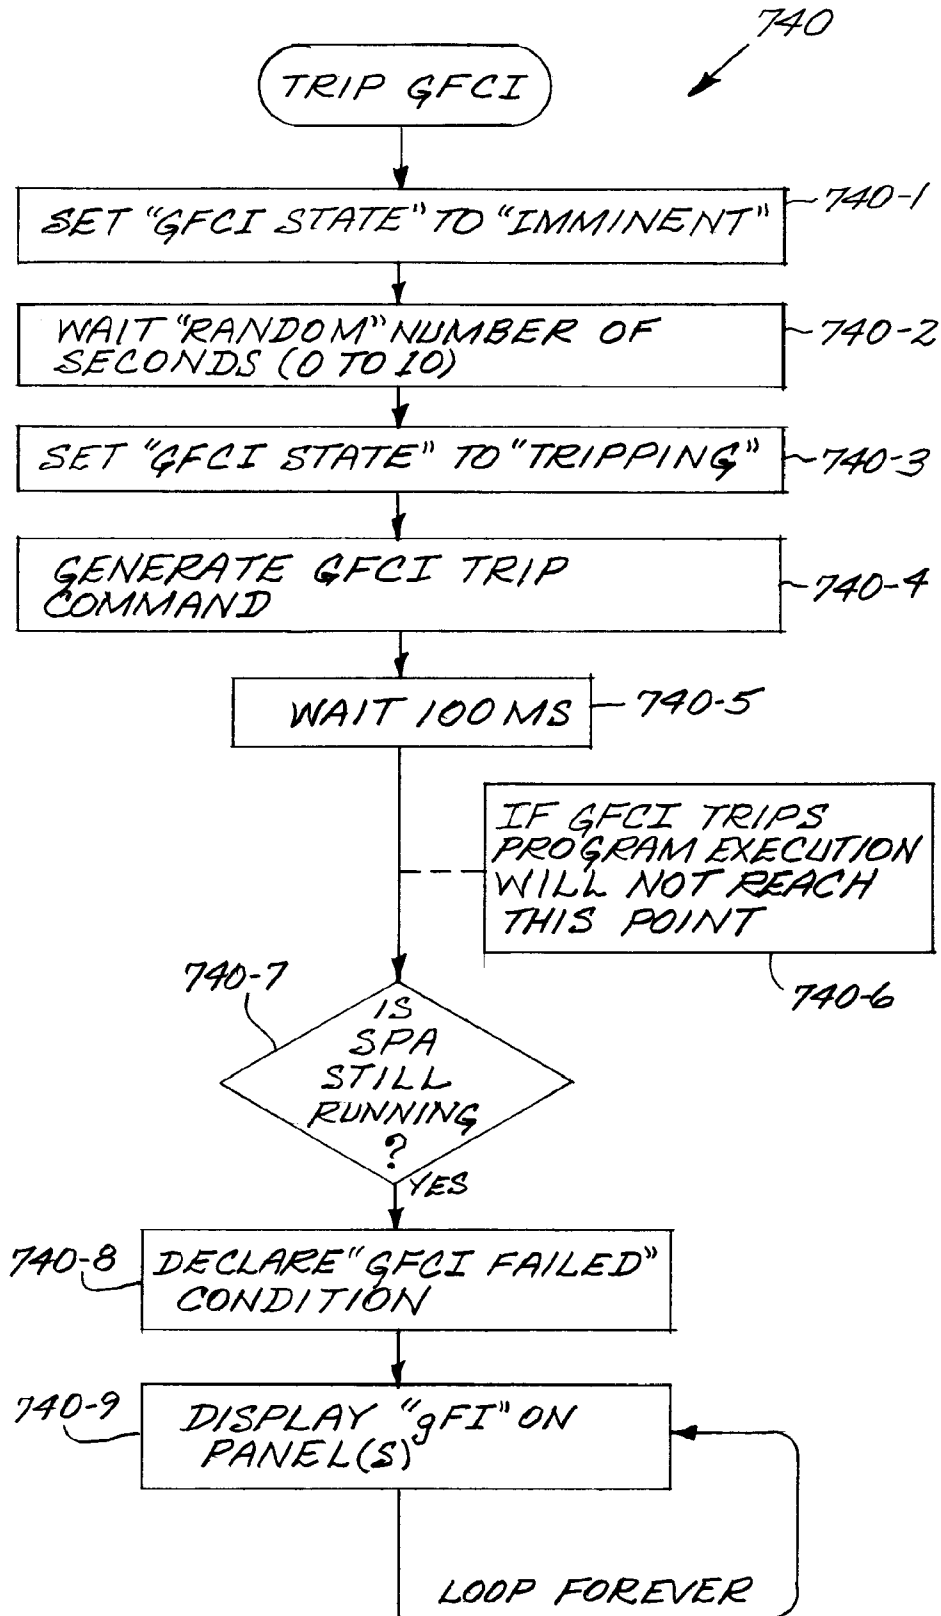 740
TRIP GFCI
SET "GFCI STATE" TO "IMMINENT"
740-1
WAIT "RANDOM" NUMBER OF
SECONDS (0 TO 10)
740-2
SET "GFCI STATE" TO "TRIPPING"
740-3
GENERATE GFCI TRIP
COMMAND
740-4
WAIT 100 MS
740-5
IF GFCI TRIPS
PROGRAM EXECUTION
WILL NOT REACH
THIS POINT
740-6
740-7
IS
SPA
STILL
RUNNING
?
YES
740-8
DECLARE "GFCI FAILED"
CONDITION
740-9
DISPLAY "gFI" ON
PANEL(S)
LOOP FOREVER